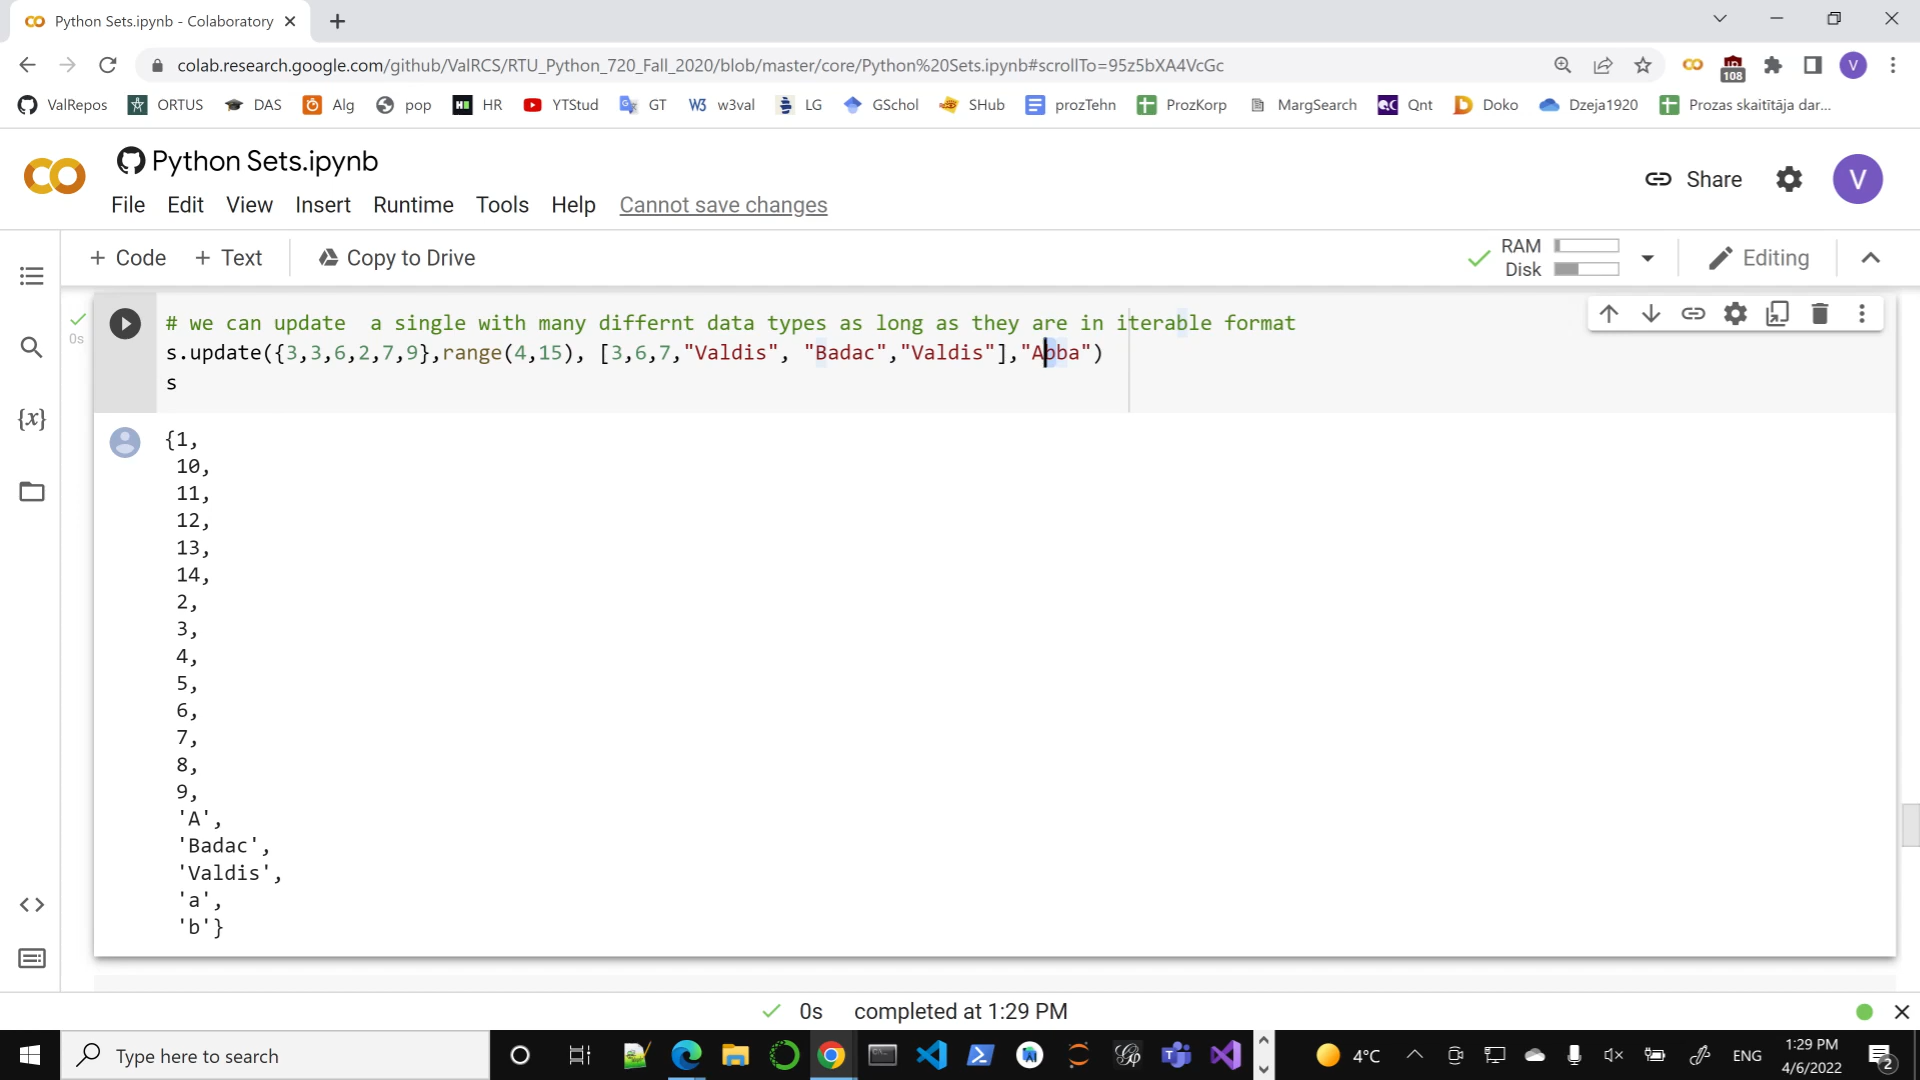 Python Sets.ipynb - Colaboratory
colab.research.google.com/github/ValRCS/RTU_Python_720_Fall_2020/blob/master/core/Python%20Sets.ipynb#scrollTo=95z5bXA4VcGc
108
V
ValRepos ORTUS DAS Alg pop HR YTStud GT w3val LG GSchol SHub prozTehn ProzKorp MargSearch Qnt Doko Dzeja1920 Prozas skaitītāja dar...
Python Sets.ipynb
Share
V
File Edit View Insert Runtime Tools Help Cannot save changes
+ Code + Text Copy to Drive
RAM
Disk
Editing
0s
# we can update  a single with many differnt data types as long as they are in iterable format
s.update({3,3,6,2,7,9},range(4,15), [3,6,7,"Valdis", "Badac","Valdis"],"Abba")
s
{x}
{1,
10,
11,
12,
13,
14,
2,
3,
4,
5,
6,
7,
8,
9,
'A',
'Badac',
'Valdis',
'a',
'b'}
0s completed at 1:29 PM
Type here to search
4°C
ENG
1:29 PM
4/6/2022
2